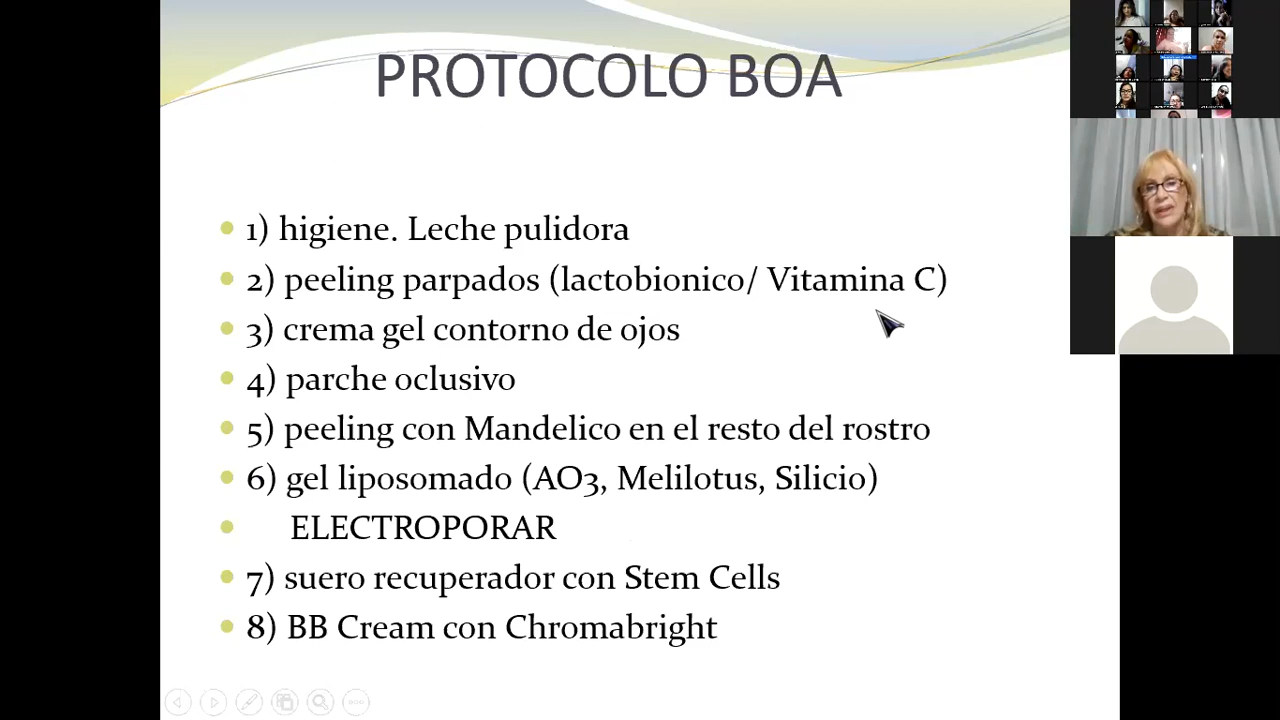 PROTOCOLO BOA
1) higiene. Leche pulidora
2) peeling parpados (lactobionico/ Vitamina C)
3) crema gel contorno de ojos
4) parche oclusivo
5) peeling con Mandelico en el resto del rostro
6) gel liposomado (AO3, Melilotus, Silicio)
ELECTROPORAR
7) suero recuperador con Stem Cells
8) BB Cream con Chromabright